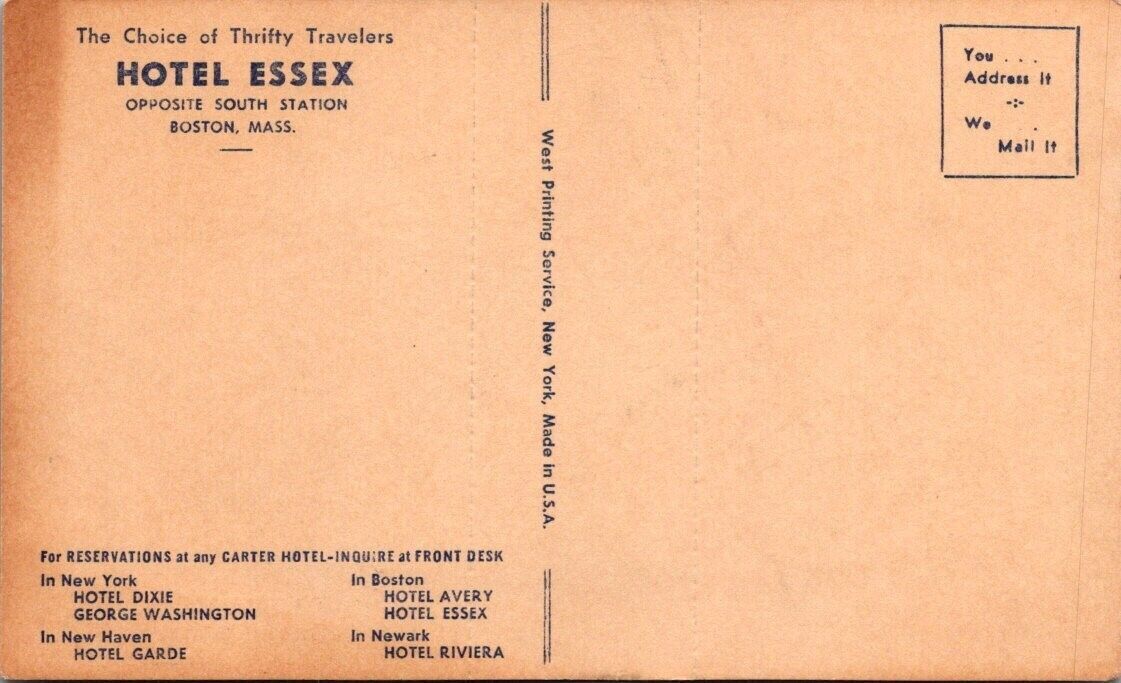 The Choice of Thrifty Travelers
HOTEL ESSEX
OPPOSITE SOUTH STATION
BOSTON, MASS.
You . . .
Address It
-:-
We . .
Mail It
West Printing Service, New York, Made in U.S.A.
For RESERVATIONS at any CARTER HOTEL-INQUIRE at FRONT DESK
In New York
HOTEL DIXIE
GEORGE WASHINGTON
In New Haven
HOTEL GARDE
In Boston
HOTEL AVERY
HOTEL ESSEX
In Newark
HOTEL RIVIERA